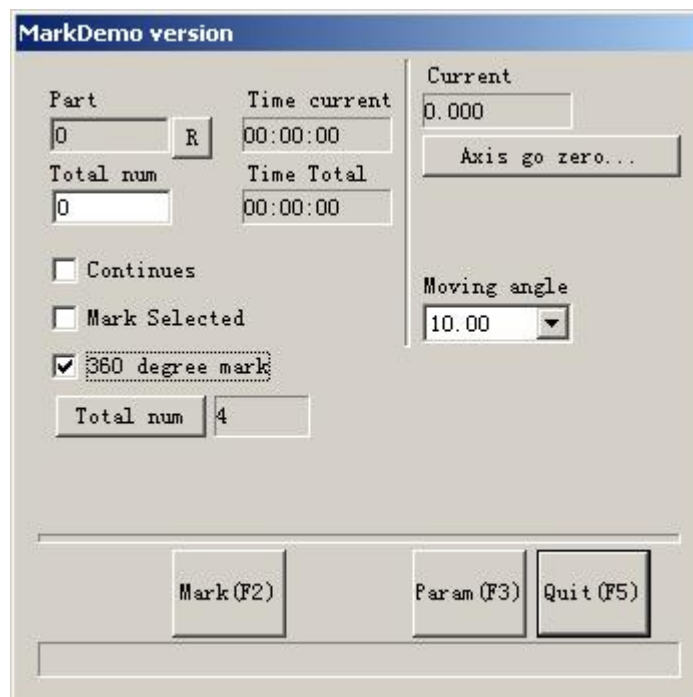 MarkDemo version
Part
0
R
Time current
00:00:00
Total num
0
Time Total
00:00:00
Continues
Mark Selected
360 degree mark
Total num
4
Current
0.000
Axis go zero...
Moving angle
10.00
Mark(F2)
Param(F3)
Quit(F5)